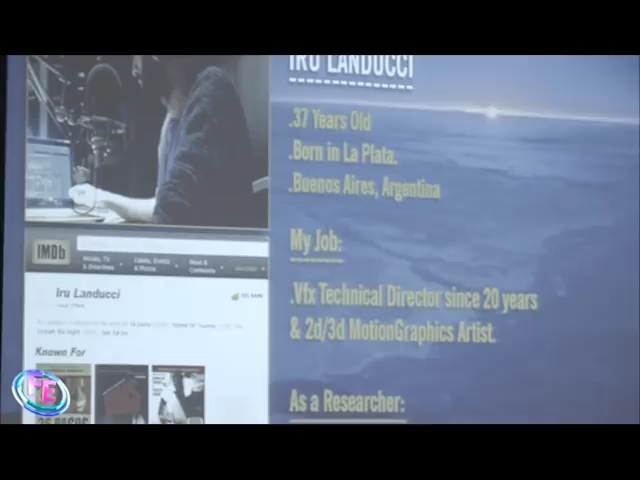 IRU LANDUCCI
.37 Years Old
.Born in La Plata.
.Buenos Aires, Argentina
My Job:
.Vfx Technical Director since 20 years
& 2d/3d MotionGraphics Artist.
As a Researcher:
IMDb
Iru Landucci
Known For